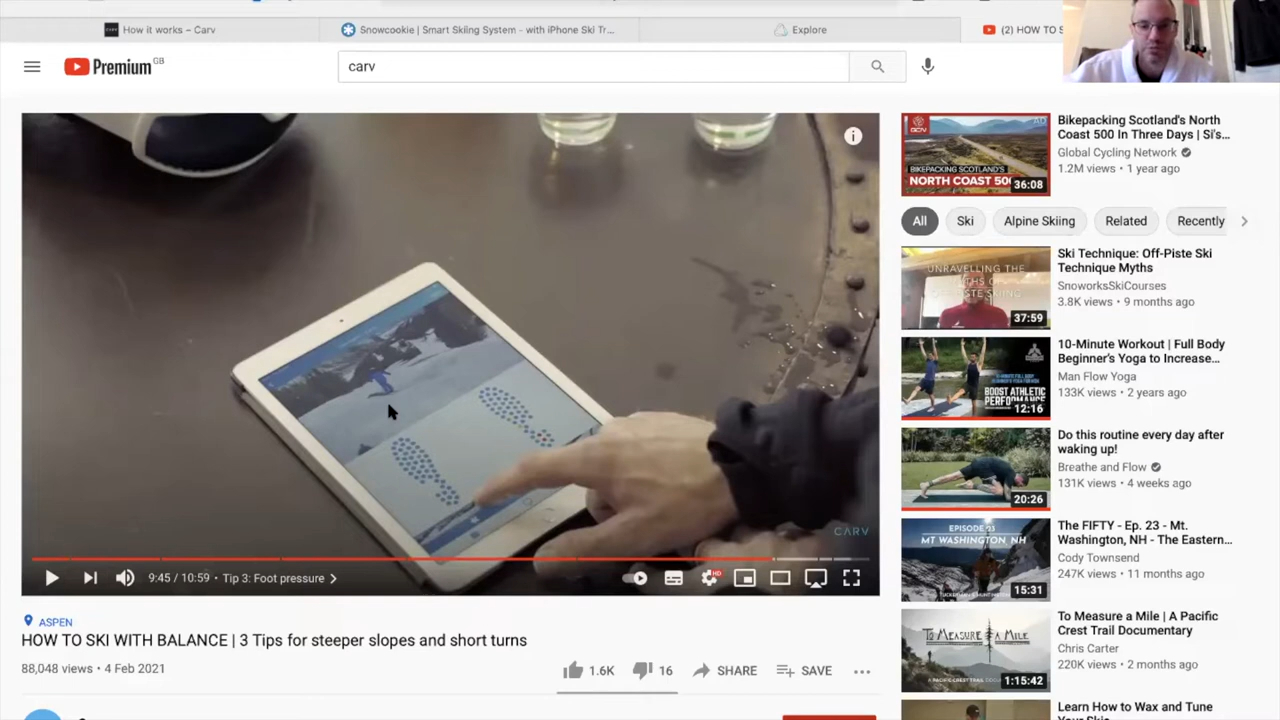 How it works – Carv
Snowcookie | Smart Skiing System - with iPhone Ski Tr...
Explore
(2) HOW TO S
Premium GB
carv
CARV
9:45 / 10:59 • Tip 3: Foot pressure
HD
ASPEN
HOW TO SKI WITH BALANCE | 3 Tips for steeper slopes and short turns
88,048 views • 4 Feb 2021
1.6K
16
SHARE
SAVE
GCN
AD
BIKEPACKING SCOTLAND'S
NORTH COAST 500
36:08
Bikepacking Scotland's North
Coast 500 In Three Days | Si's...
Global Cycling Network
1.2M views • 1 year ago
All
Ski
Alpine Skiing
Related
Recently
UNRAVELLING THE
MYTHS OF
OFF-PISTE SKIING
37:59
Ski Technique: Off-Piste Ski
Technique Myths
SnoworksSkiCourses
3.8K views • 9 months ago
BOOST ATHLETIC
PERFORMANCE
12:16
10-Minute Workout | Full Body
Beginner's Yoga to Increase...
Man Flow Yoga
133K views • 2 years ago
20:26
Do this routine every day after
waking up!
Breathe and Flow
131K views • 4 weeks ago
EPISODE 23
MT WASHINGTON, NH
15:31
The FIFTY - Ep. 23 - Mt.
Washington, NH - The Eastern...
Cody Townsend
247K views • 11 months ago
TO MEASURE A MILE
1:15:42
To Measure a Mile | A Pacific
Crest Trail Documentary
Chris Carter
220K views • 2 months ago
Learn How to Wax and Tune